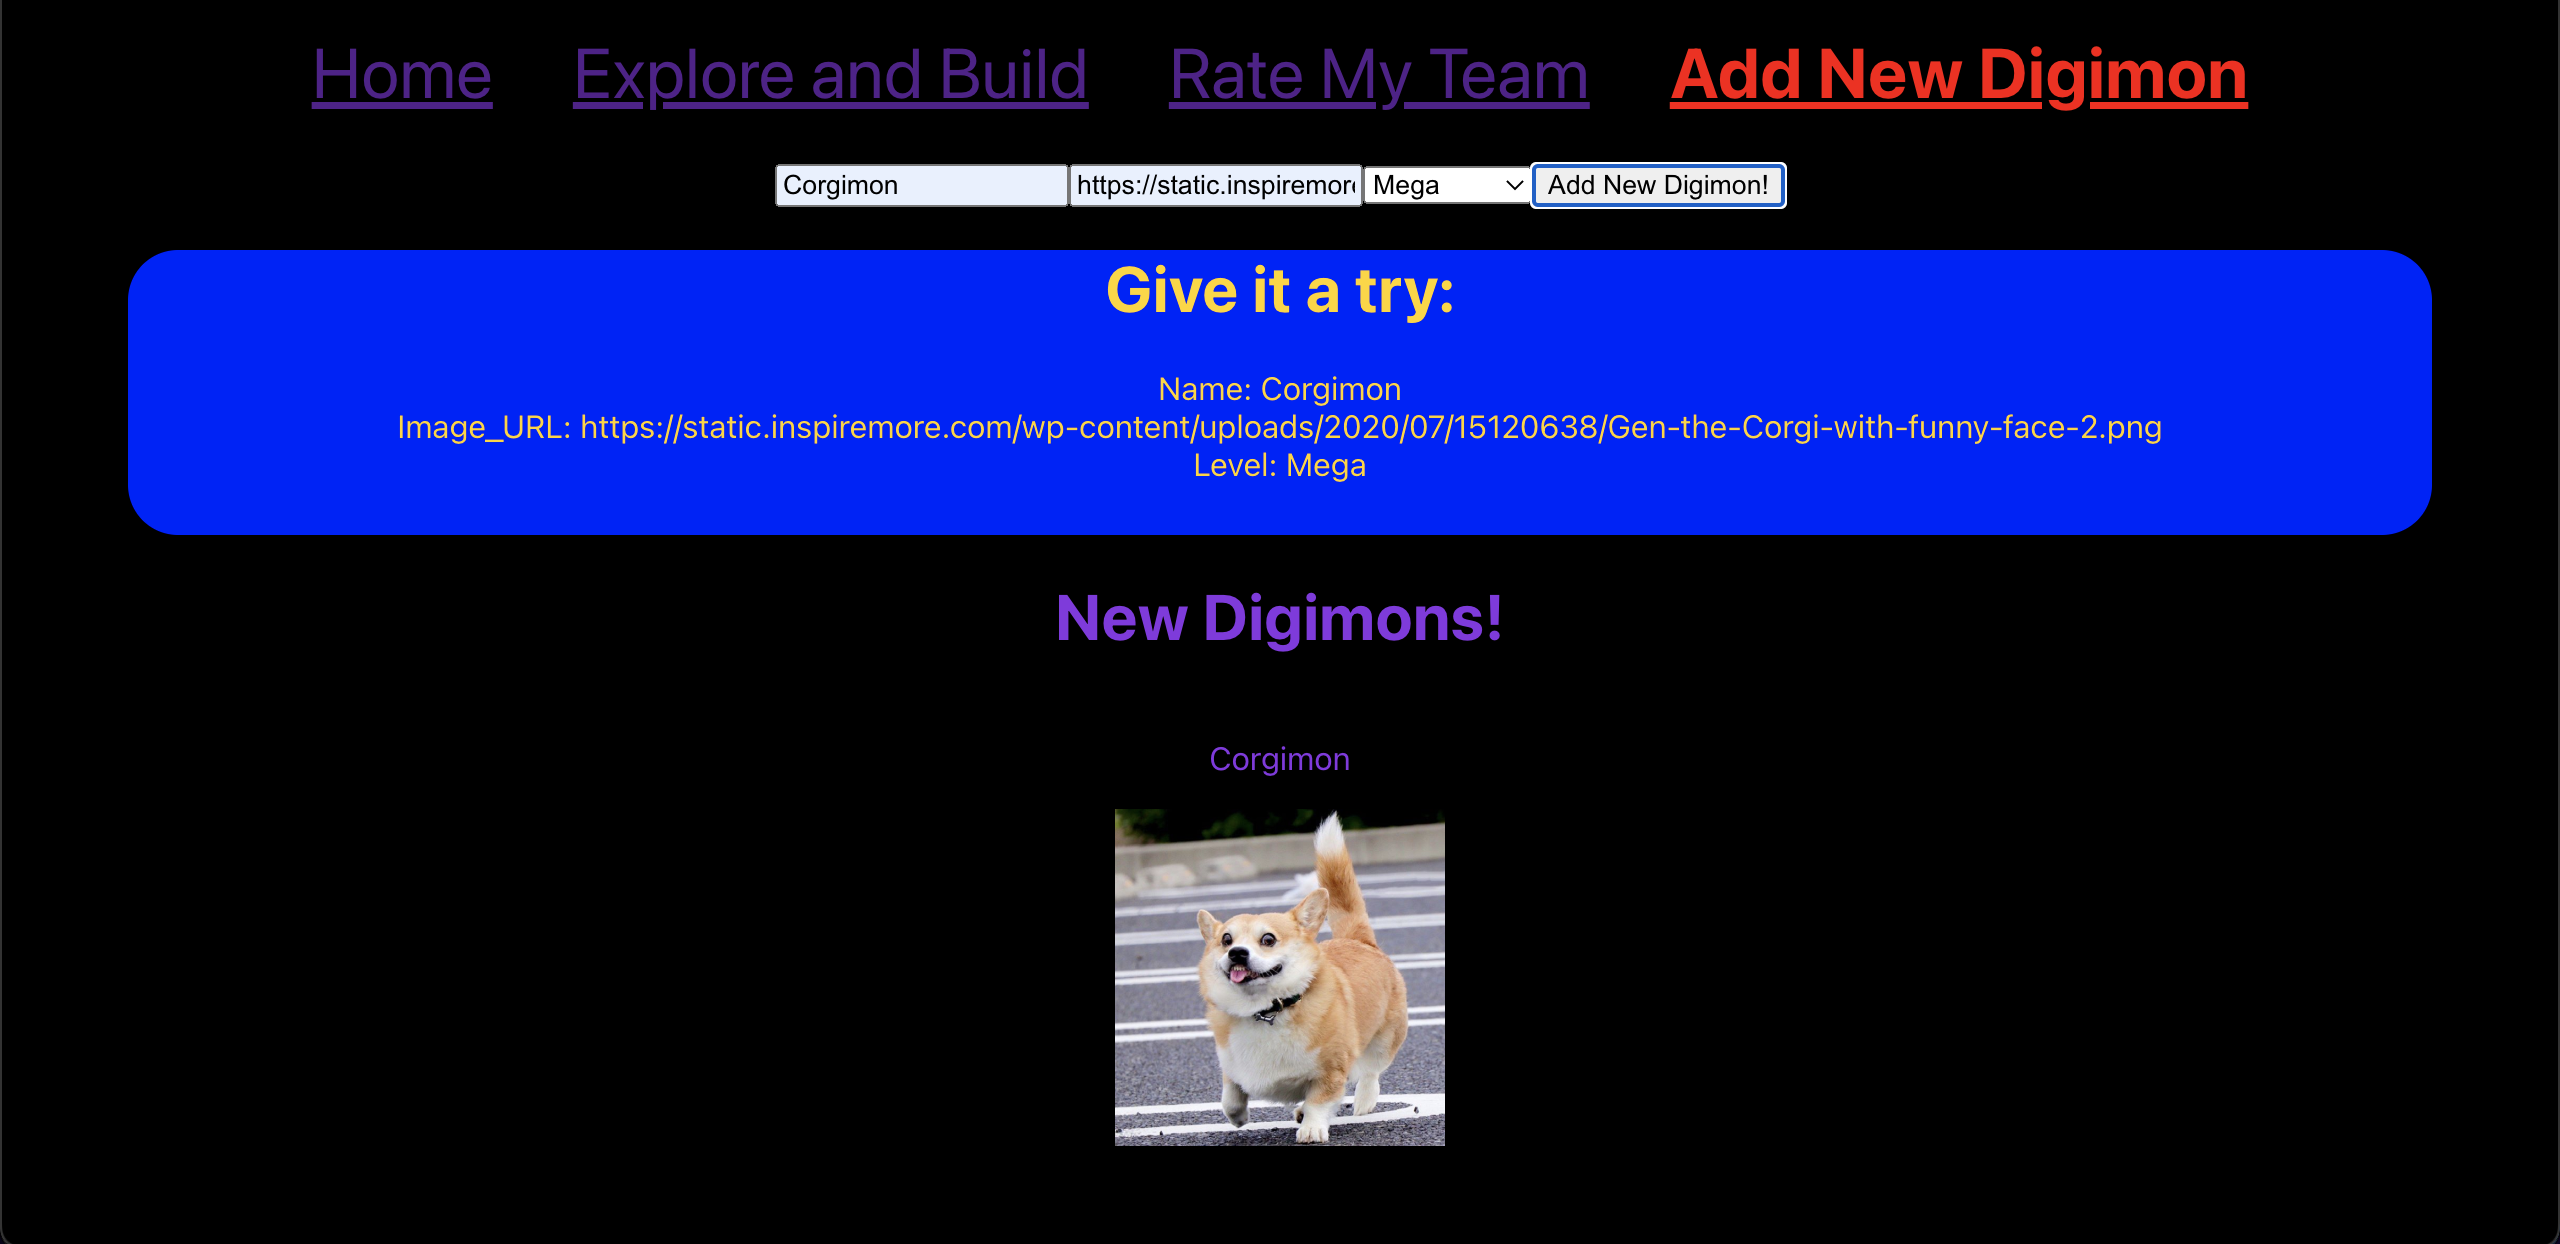 Home Explore and Build Rate My Team Add New Digimon
Corgimon https://static.inspiremore Mega Add New Digimon!
Give it a try:
Name: Corgimon
Image_URL: https://static.inspiremore.com/wp-content/uploads/2020/07/15120638/Gen-the-Corgi-with-funny-face-2.png
Level: Mega
New Digimons!
Corgimon